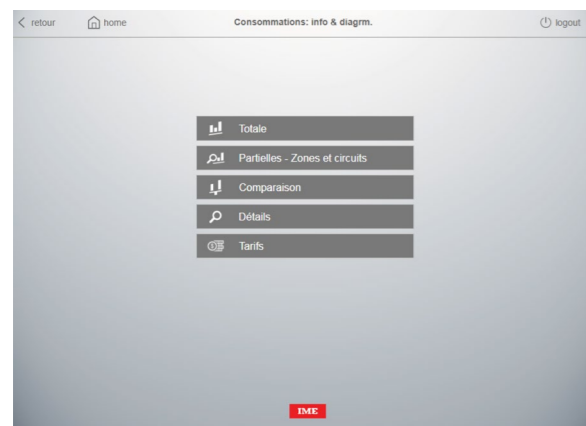 retour home Consommations: info & diagrm. logout
Totale
Partielles - Zones et circuits
Comparaison
Détails
Tarifs
IME